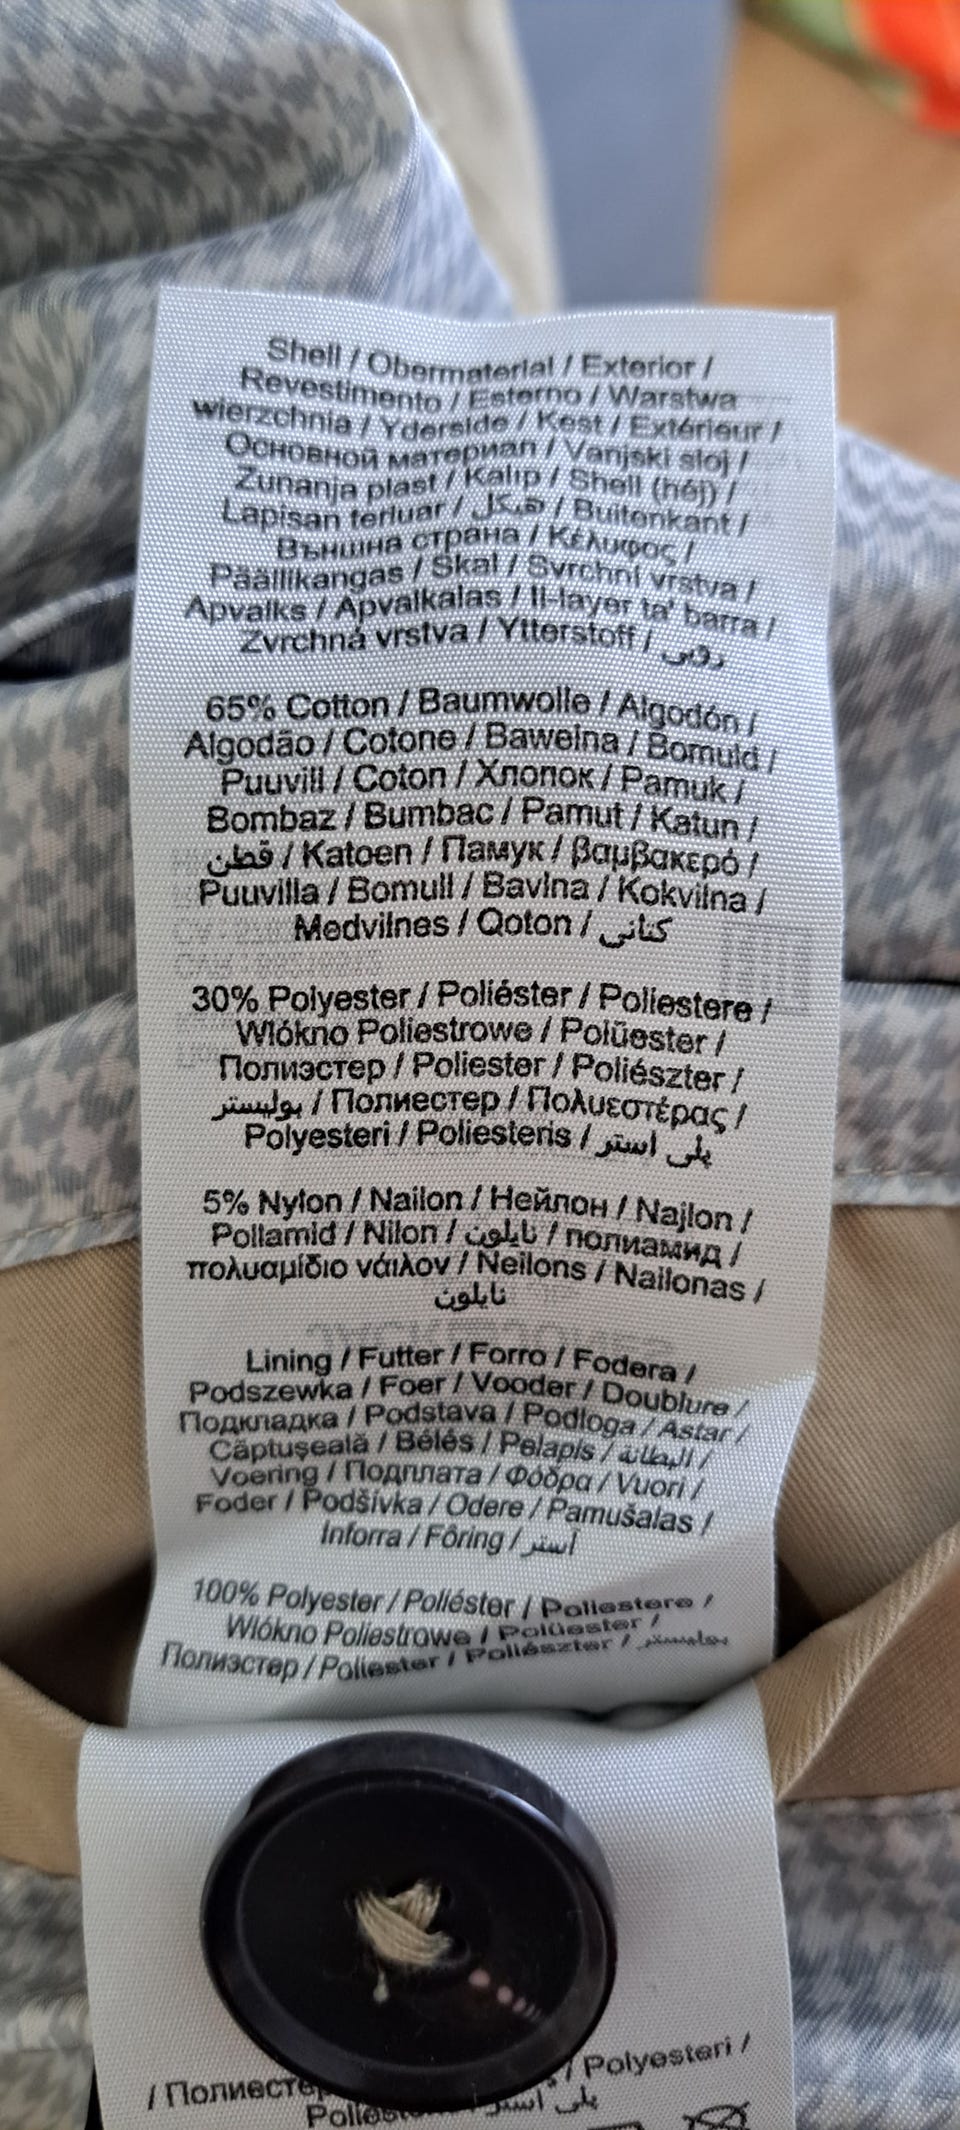 Shell / Obermaterial / Exterior /
Revestimento / Esterno / Warstwa
wierzchnia / Yderside / Kest / Extérieur /
Основной материал / Vanjski sloj /
Zunanja plast / Kalıp / Shell (héj) /
Lapisan terluar / هيكل / Buitenkant /
Външна страна / Κέλυφος /
Päällikangas / Skal / Svrchní vrstva /
Apvalks / Apvalkalas / Il-layer ta' barra /
Zvrchná vrstva / Ytterstoff / رویی
65% Cotton / Baumwolle / Algodón /
Algodão / Cotone / Bawełna / Bomuld /
Puuvill / Coton / Хлопок / Pamuk /
Bombaž / Bumbac / Pamut / Katun /
قطن / Katoen / Памук / βαμβακερό /
Puuvilla / Bomull / Bavlna / Kokvilna /
Medvilnės / Qoton / كتانى
30% Polyester / Poliéster / Poliestere /
Włókno Poliestrowe / Polüester /
Полиэстер / Poliester / Poliészter /
بوليستر / Полиестер / Πολυεστέρας /
Polyesteri / Poliesteris / پلی استر
5% Nylon / Nailon / Нейлон / Najlon /
Poliamid / Nilon / نايلون / полиамид /
πολυαμίδιο νάιλον / Neilons / Nailonas /
نايلون
Lining / Futter / Forro / Fodera /
Podszewka / Foer / Vooder / Doublure /
Подкладка / Podstava / Podloga / Astar /
Căptuşeală / Bélés / Pelapis / البطانة /
Voering / Подплата / Φόδρα / Vuori /
Foder / Podšívka / Odere / Pamušalas /
Inforra / Fôring / آستر
100% Polyester / Poliéster / Poliestere /
Włókno Poliestrowe / Polüester /
Полиэстер / Poliester / Poliészter / بوليستر
/ Polyesteri /
پلی استر